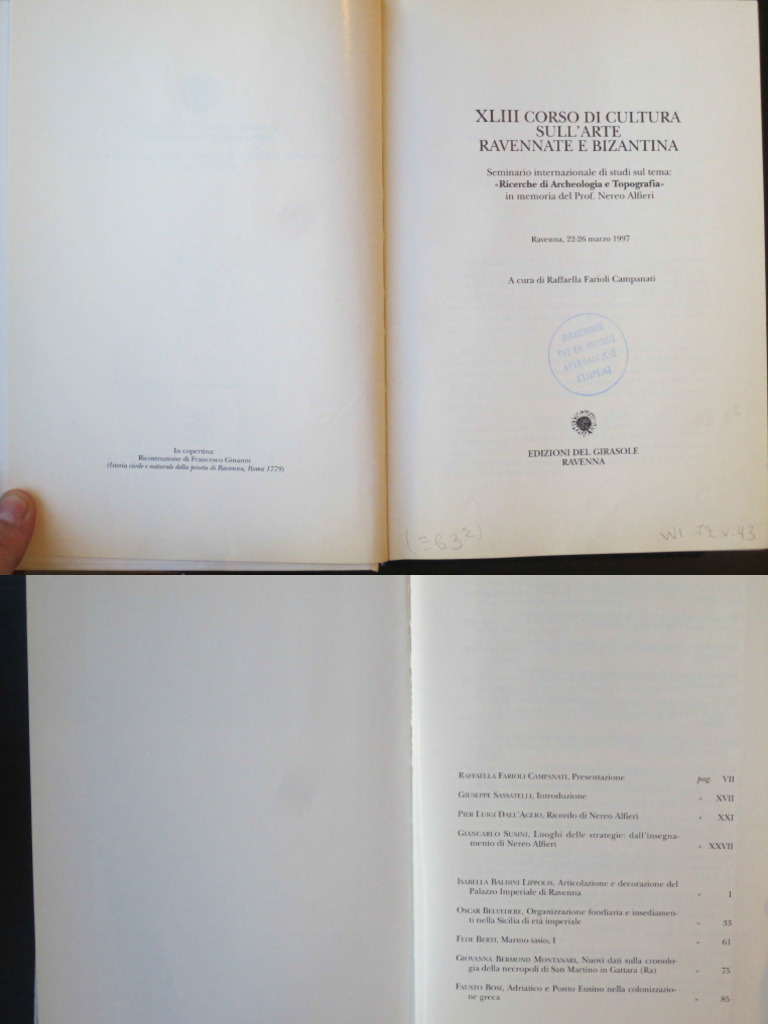 In copertina:
Ricostruzione di Francesco Ginanni
(Istoria civile e naturale della pineta di Ravenna, Roma 1779)
XLIII CORSO DI CULTURA
SULL'ARTE
RAVENNATE E BIZANTINA
Seminario internazionale di studi sul tema:
«Ricerche di Archeologia e Topografia»
in memoria del Prof. Nereo Alfieri
Ravenna, 22-26 marzo 1997
A cura di Raffaella Farioli Campanati
EDIZIONI DEL GIRASOLE
RAVENNA
W1-72 v.43
RAFFAELLA FARIOLI CAMPANATI, Presentazione pag. VII
GIUSEPPE SASSATELLI, Introduzione » XVII
PIER LUIGI DALL'AGLIO, Ricordo di Nereo Alfieri » XXI
GIANCARLO SUSINI, Luoghi delle strategie: dall'insegna-
mento di Nereo Alfieri » XXVII
ISABELLA BALDINI LIPPOLIS, Articolazione e decorazione del
Palazzo Imperiale di Ravenna » 1
OSCAR BELVEDERE, Organizzazione fondiaria e insediamen-
ti nella Sicilia di età imperiale » 33
FEDE BERTI, Marmo iasio, I » 61
GIOVANNA BERMOND MONTANARI, Nuovi dati sulla cronolo-
gia della necropoli di San Martino in Gattara (Ra) » 75
FAUSTO BOSI, Adriatico e Ponto Eusino nella colonizzazio-
ne greca » 85